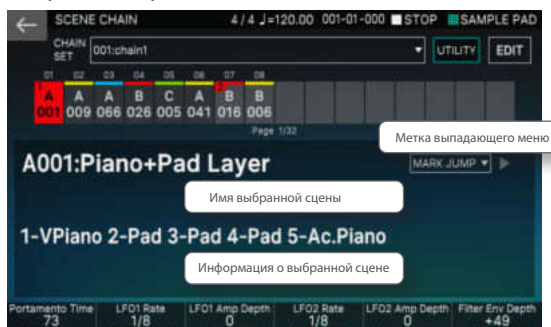 SCENE CHAIN 4/4 ♩=120.00 001-01-000 STOP SAMPLE PAD
CHAIN SET 001:chain1 UTILITY EDIT
01 02 03 04 05 06 07 08
1 2
A A A B C A B B
001 009 066 026 005 041 016 006
Page 1/32
Метка выпадающего меню
A001:Piano+Pad Layer MARK JUMP
Имя выбранной сцены
1-VPiano 2-Pad 3-Pad 4-Pad 5-Ac.Piano
Информация о выбранной сцене
Portamento Time LFO1 Rate LFO1 Amp Depth LFO2 Rate LFO2 Amp Depth Filter Env Depth
73 1/8 0 1/8 0 +49